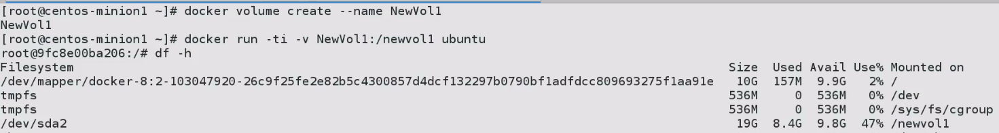 [root@centos-minion1 ~]# docker volume create --name NewVol1
NewVol1
[root@centos-minion1 ~]# docker run -ti -v NewVol1:/newvol1 ubuntu
root@9fc8e00ba206:/# df -h
Filesystem Size Used Avail Use% Mounted on
/dev/mapper/docker-8:2-103047920-26c9f25fe2e82b5c4300857d4dcf132297b0790bf1adfdcc809693275f1aa91e 10G 157M 9.9G 2% /
tmpfs 536M 0 536M 0% /dev
tmpfs 536M 0 536M 0% /sys/fs/cgroup
/dev/sda2 19G 8.4G 9.8G 47% /newvol1